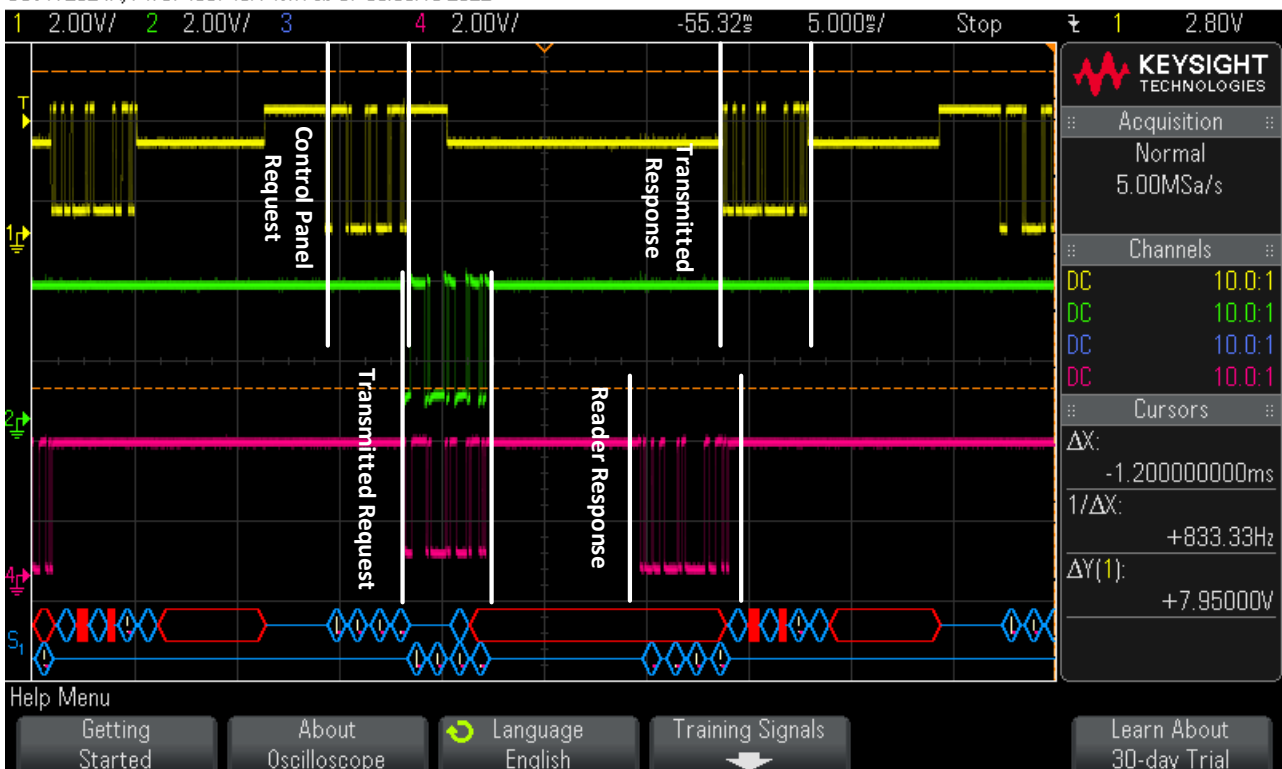 1 2.00V/ 2 2.00V/ 3 4 2.00V/ -55.32ms 5.000ms/ Stop 1 2.80V
KEYSIGHT
TECHNOLOGIES
Acquisition
Normal
5.00MSa/s
Channels
DC 10.0:1
DC 10.0:1
DC 10.0:1
DC 10.0:1
Cursors
ΔX:
-1.200000000ms
1/ΔX:
+833.33Hz
ΔY(1):
+7.95000V
T
1
2
4
S1
Control Panel
Request
Transmitted
Response
Transmitted Request
Reader Response
Help Menu
Getting
Started
About
Oscilloscope
Language
English
Training Signals
Learn About
30-day Trial